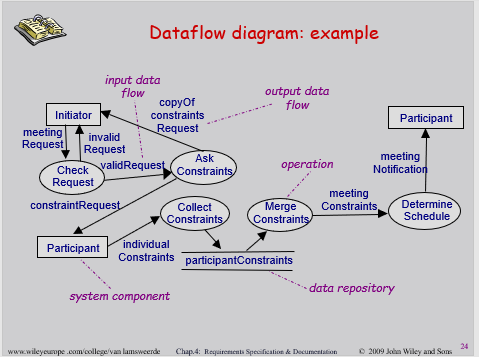 Dataflow diagram: example
input data
flow
output data
flow
copyOf
constraints
Request
Initiator
Participant
meeting
Request
invalid
Request
validRequest
Ask
Constraints
operation
meeting
Notification
Check
Request
constraintRequest
Collect
Constraints
Merge
Constraints
meeting
Constraints
Determine
Schedule
Participant
individual
Constraints
participantConstraints
system component
data repository
24
www.wileyeurope .com/college/van lamsweerde
Chap.4: Requirements Specification & Documentation
© 2009 John Wiley and Sons